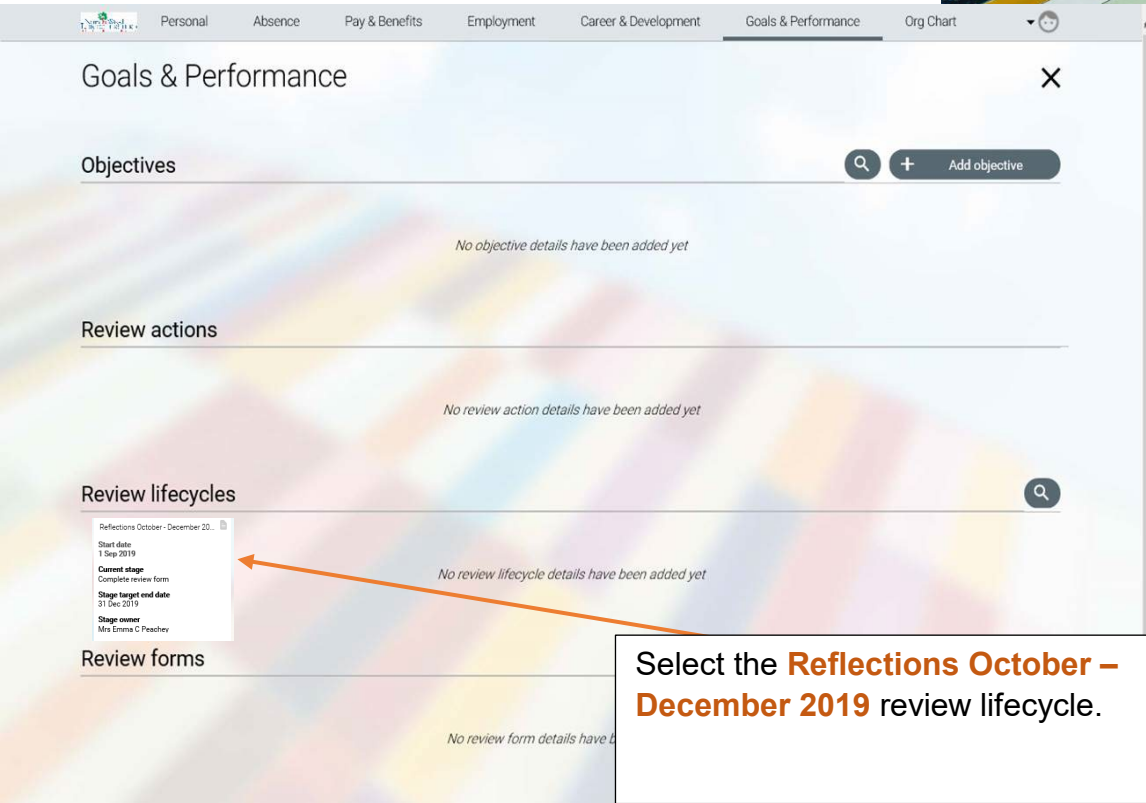 Personal Absence Pay & Benefits Employment Career & Development Goals & Performance Org Chart
Goals & Performance
Objectives
+ Add objective
No objective details have been added yet
Review actions
No review action details have been added yet
Review lifecycles
Reflections October - December 20...
Start date
1 Sep 2019
Current stage
Complete review form
Stage target end date
31 Dec 2019
Stage owner
Mrs Emma C Peachey
No review lifecycle details have been added yet
Review forms
No review form details have b
Select the Reflections October –
December 2019 review lifecycle.